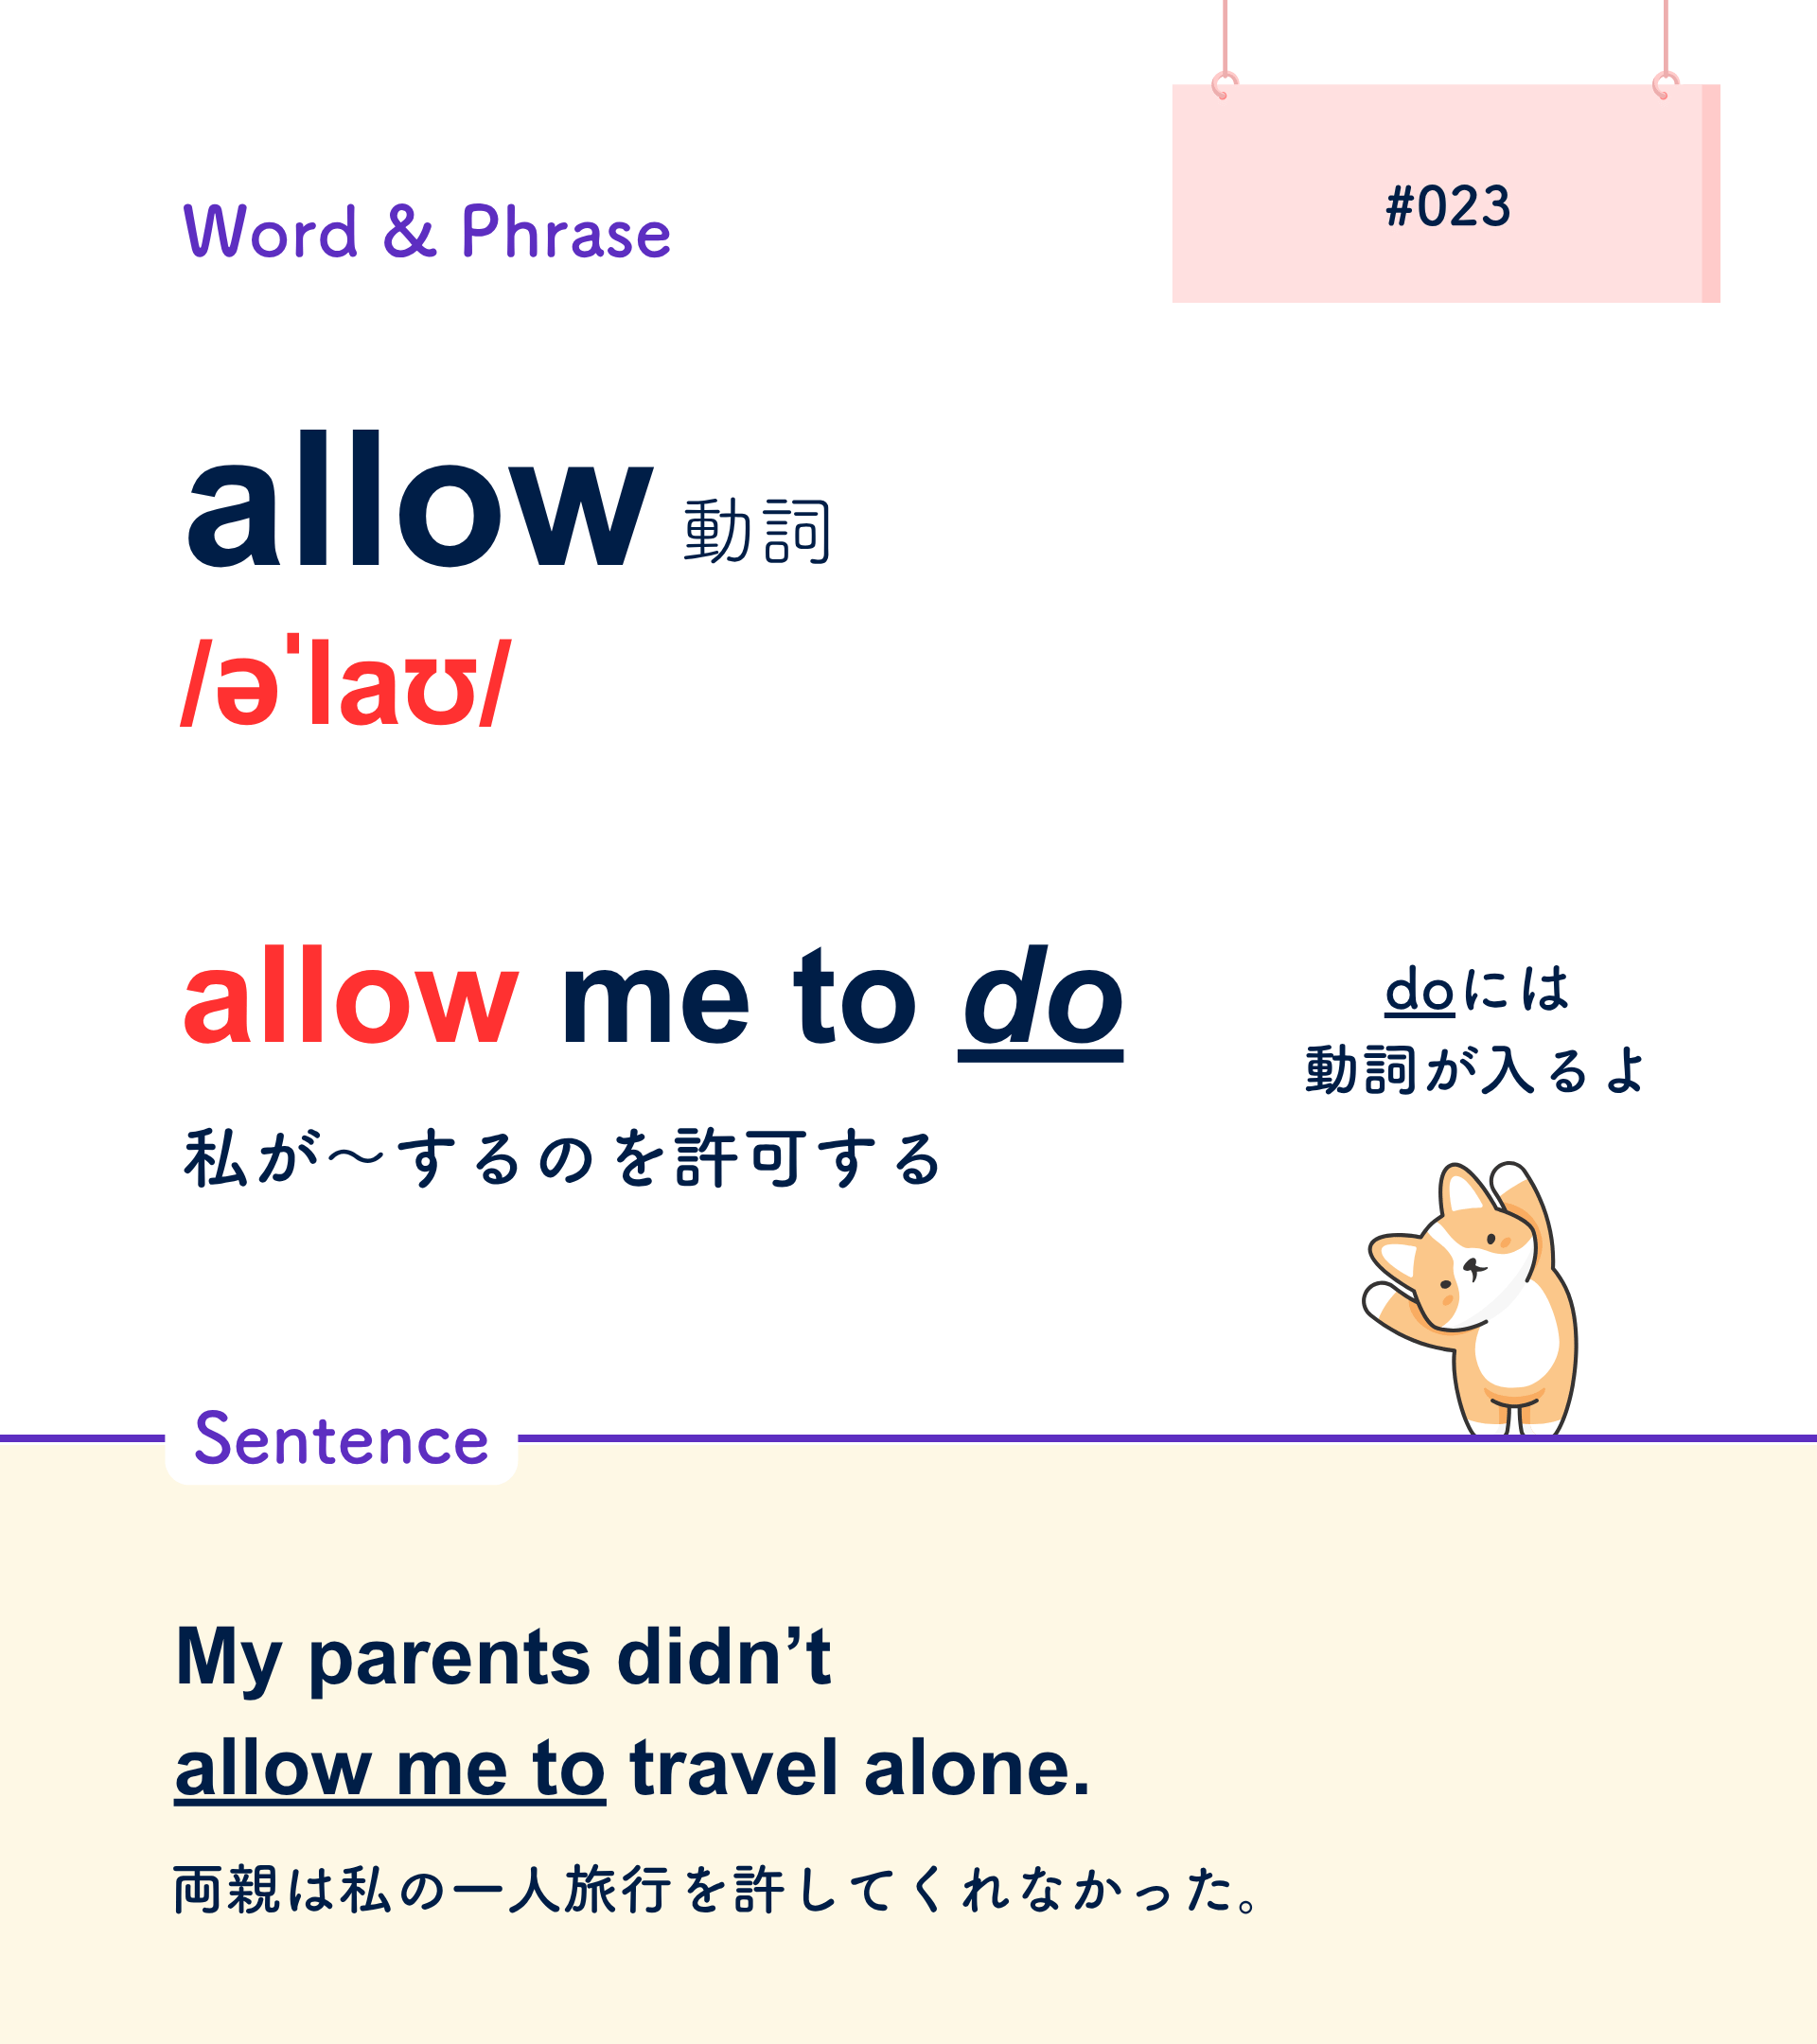 #023
Word & Phrase
allow 動詞
/əˈlaʊ/
allow me to do
私が〜するのを許可する
doには
動詞が入るよ
Sentence
My parents didn’t
allow me to travel alone.
両親は私の一人旅行を許してくれなかった。